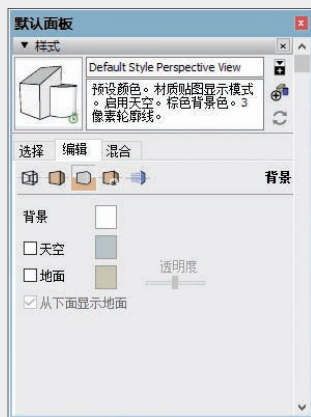 默认面板
样式
Default Style Perspective View
预设颜色。材质贴图显示模式
。启用天空。棕色背景色。3
像素轮廓线。
选择 编辑 混合
背景
背景
天空
地面
透明度
从下面显示地面